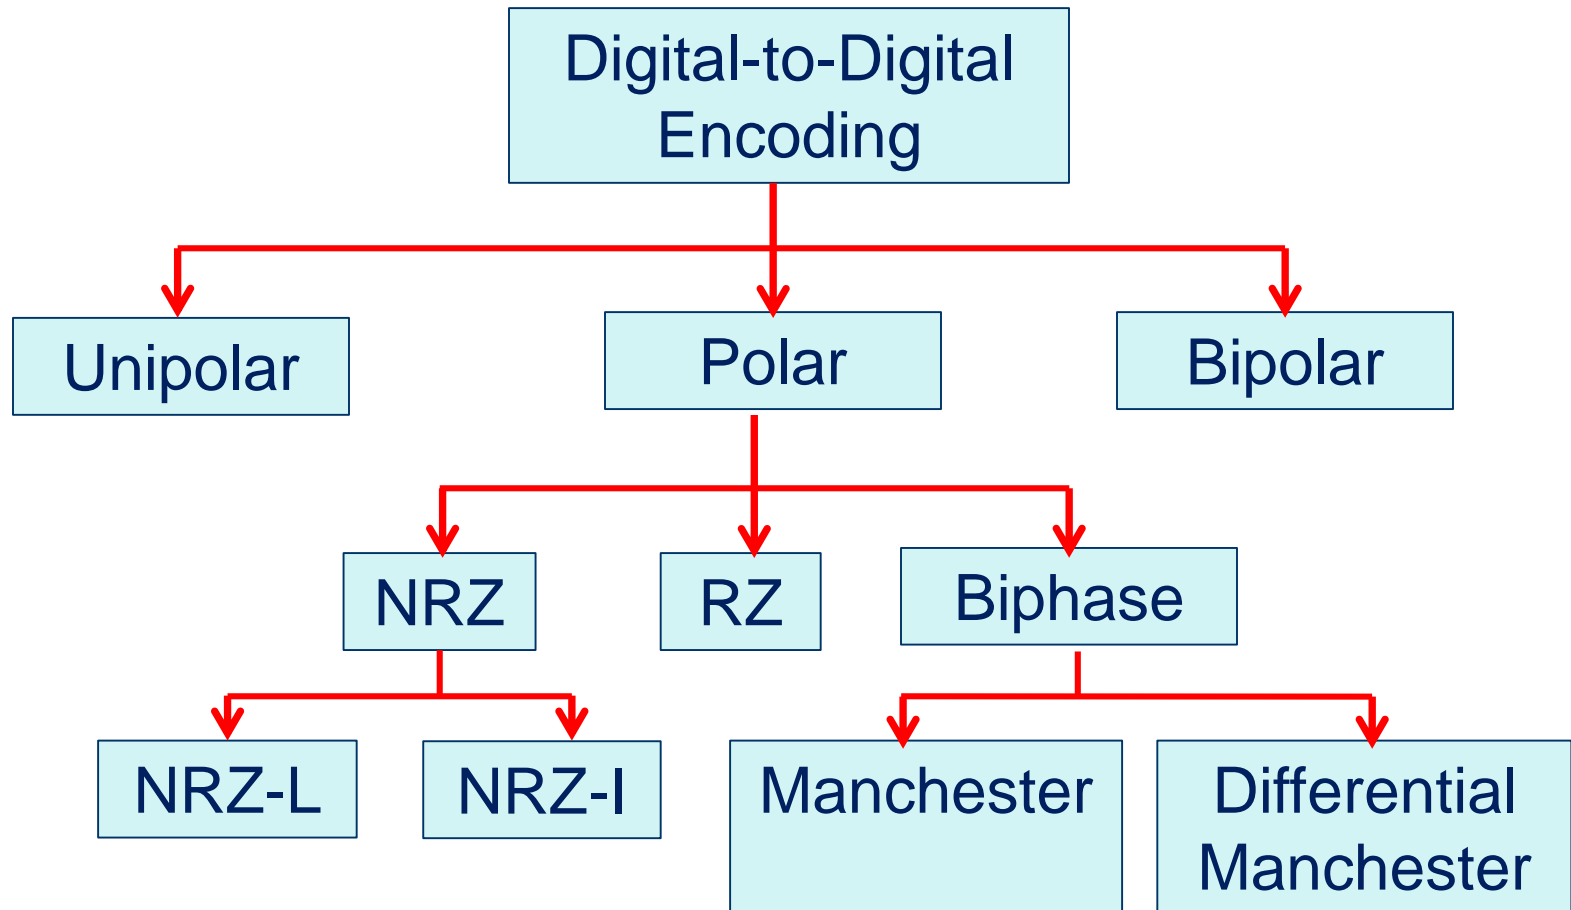 Digital-to-Digital
Encoding
Unipolar
Polar
Bipolar
NRZ
RZ
Biphase
NRZ-L
NRZ-I
Manchester
Differential
Manchester